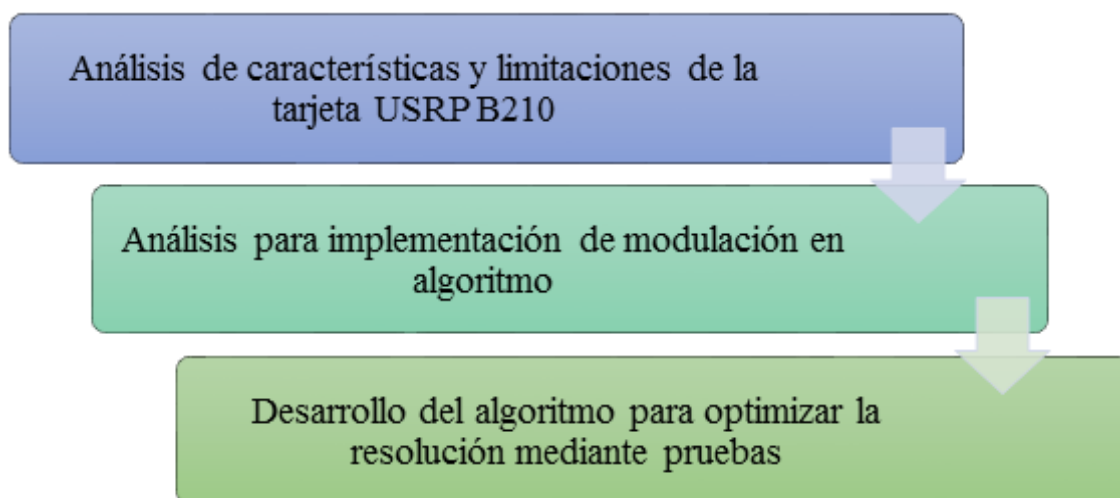 Análisis de características y limitaciones de la
tarjeta USRP B210
Análisis para implementación de modulación en
algoritmo
Desarrollo del algoritmo para optimizar la
resolución mediante pruebas